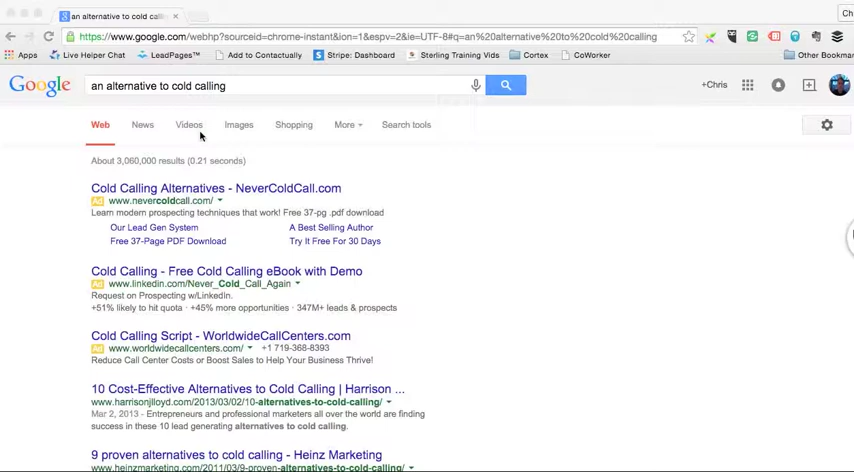 an alternative to cold calli
Ch
https://www.google.com/webhp?sourceid=chrome-instant&ion=1&espv=2&ie=UTF-8#q=an%20alternative%20to%20cold%20calling
Apps Live Helper Chat LeadPages™ Add to Contactually Stripe: Dashboard Sterling Training Vids Cortex CoWorker Other Bookmar
Google an alternative to cold calling +Chris
Web News Videos Images Shopping More Search tools
About 3,060,000 results (0.21 seconds)
Cold Calling Alternatives - NeverColdCall.com
Ad www.nevercoldcall.com/
Learn modern prospecting techniques that work! Free 37-pg .pdf download
Our Lead Gen System A Best Selling Author
Free 37-Page PDF Download Try It Free For 30 Days
Cold Calling - Free Cold Calling eBook with Demo
Ad www.linkedin.com/Never_Cold_Call_Again
Request on Prospecting w/LinkedIn.
+51% likely to hit quota · +45% more opportunities · 347M+ leads & prospects
Cold Calling Script - WorldwideCallCenters.com
Ad www.worldwidecallcenters.com/ +1 719-368-8393
Reduce Call Center Costs or Boost Sales to Help Your Business Thrive!
10 Cost-Effective Alternatives to Cold Calling | Harrison ...
www.harrisonjlloyd.com/2013/03/02/10-alternatives-to-cold-calling/
Mar 2, 2013 - Entrepreneurs and professional marketers all over the world are finding
success in these 10 lead generating alternatives to cold calling.
9 proven alternatives to cold calling - Heinz Marketing
www.heinzmarketing.com/2011/03/9-proven-alternatives-to-cold-calling/